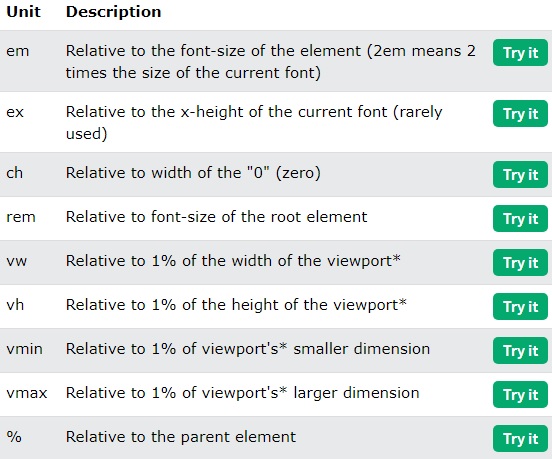 Unit Description
em Relative to the font-size of the element (2em means 2 Try it
times the size of the current font)
ex Relative to the x-height of the current font (rarely Try it
used)
ch Relative to width of the "0" (zero) Try it
rem Relative to font-size of the root element Try it
vw Relative to 1% of the width of the viewport* Try it
vh Relative to 1% of the height of the viewport* Try it
vmin Relative to 1% of viewport's* smaller dimension Try it
vmax Relative to 1% of viewport's* larger dimension Try it
% Relative to the parent element Try it